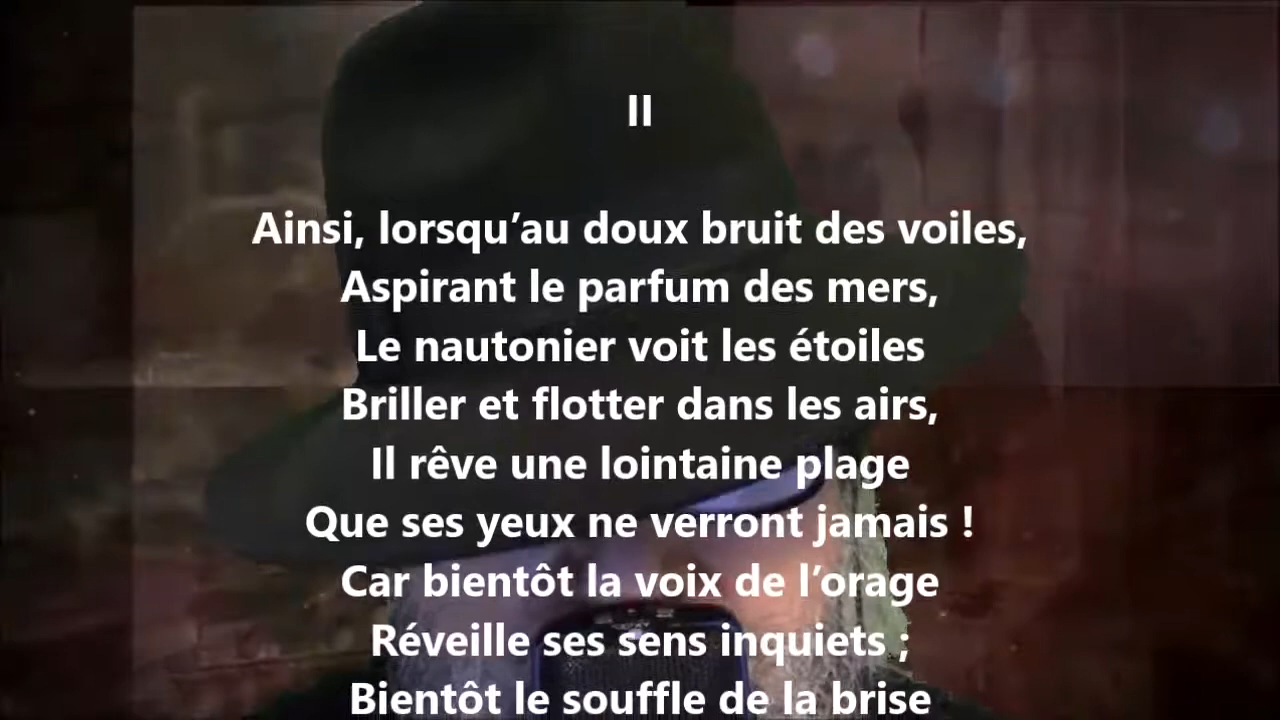 II
Ainsi, lorsqu’au doux bruit des voiles,
Aspirant le parfum des mers,
Le nautonier voit les étoiles
Briller et flotter dans les airs,
Il rêve une lointaine plage
Que ses yeux ne verront jamais !
Car bientôt la voix de l’orage
Réveille ses sens inquiets ;
Bientôt le souffle de la brise